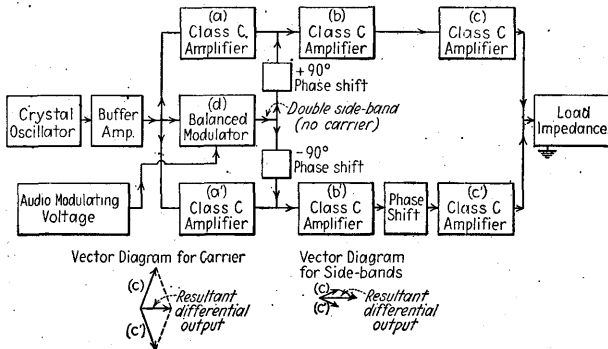 (a)
Class C.
Amplifier
(b)
Class C
Amplifier
(c)
Class C
Amplifier
+90°
Phase shift
Crystal
Oscillator
Buffer
Amp.
(d)
Balanced
Modulator
Double side-band
(no carrier)
Load
Impedance
-90°
Phase shift
Audio Modulating
Voltage
(a')
Class C
Amplifier
(b')
Class C
Amplifier
Phase
Shift
(c')
Class C
Amplifier
Vector Diagram for Carrier
(c)
Resultant
differential
output
(c')
Vector Diagram
for Side-bands
(c)
(c')
Resultant
differential
output